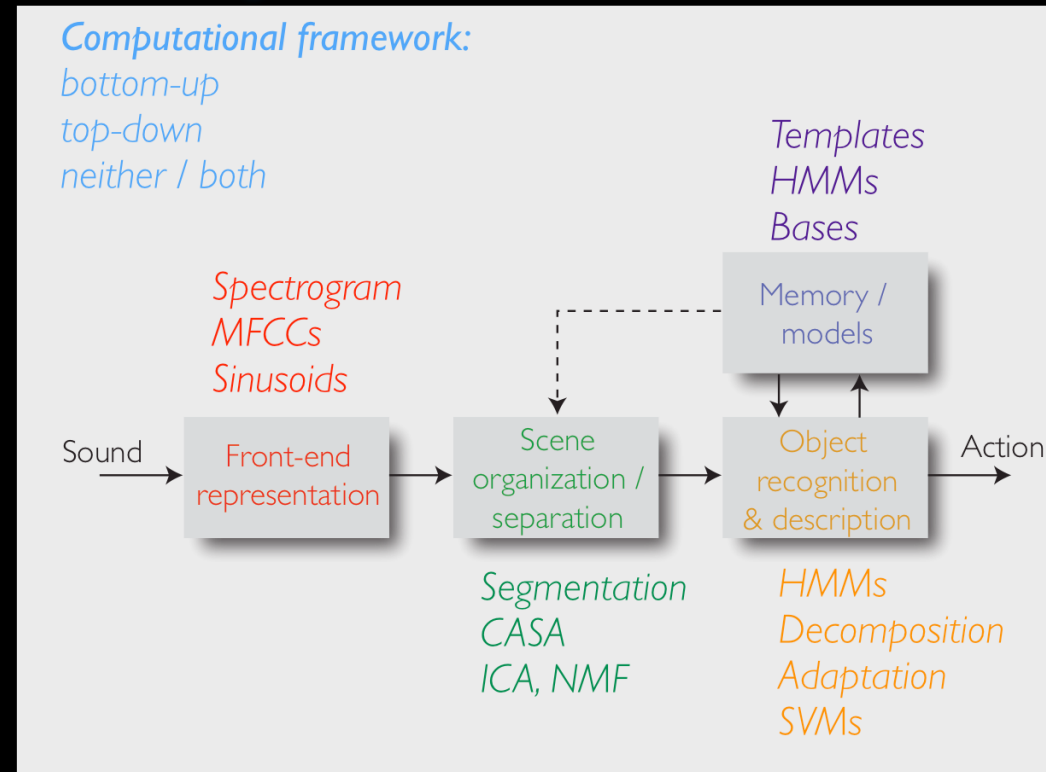 Computational framework:
bottom-up
top-down
neither / both
Templates
HMMs
Bases
Memory /
models
Spectrogram
MFCCs
Sinusoids
Sound
Front-end
representation
Scene
organization /
separation
Object
recognition
& description
Action
Segmentation
CASA
ICA, NMF
HMMs
Decomposition
Adaptation
SVMs